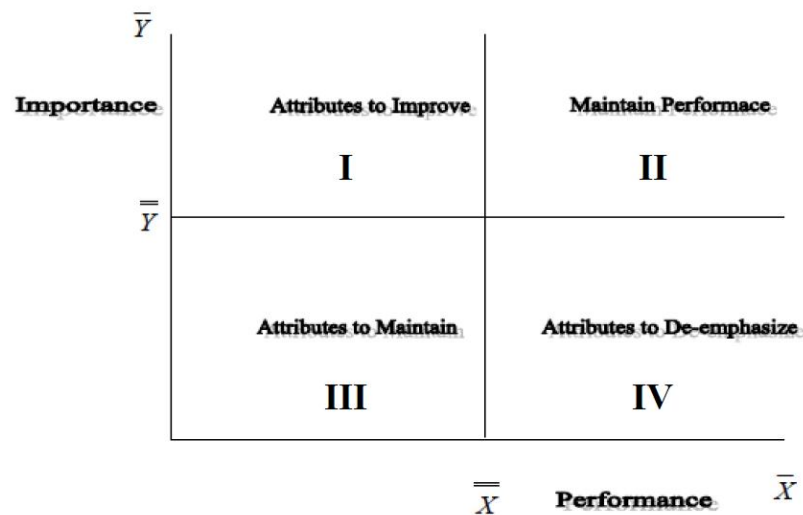 Y̅
Importance
Attributes to Improve
Maintain Performace
I
II
Y̿
Attributes to Maintain
Attributes to De-emphasize
III
IV
X̿
Performance
X̅